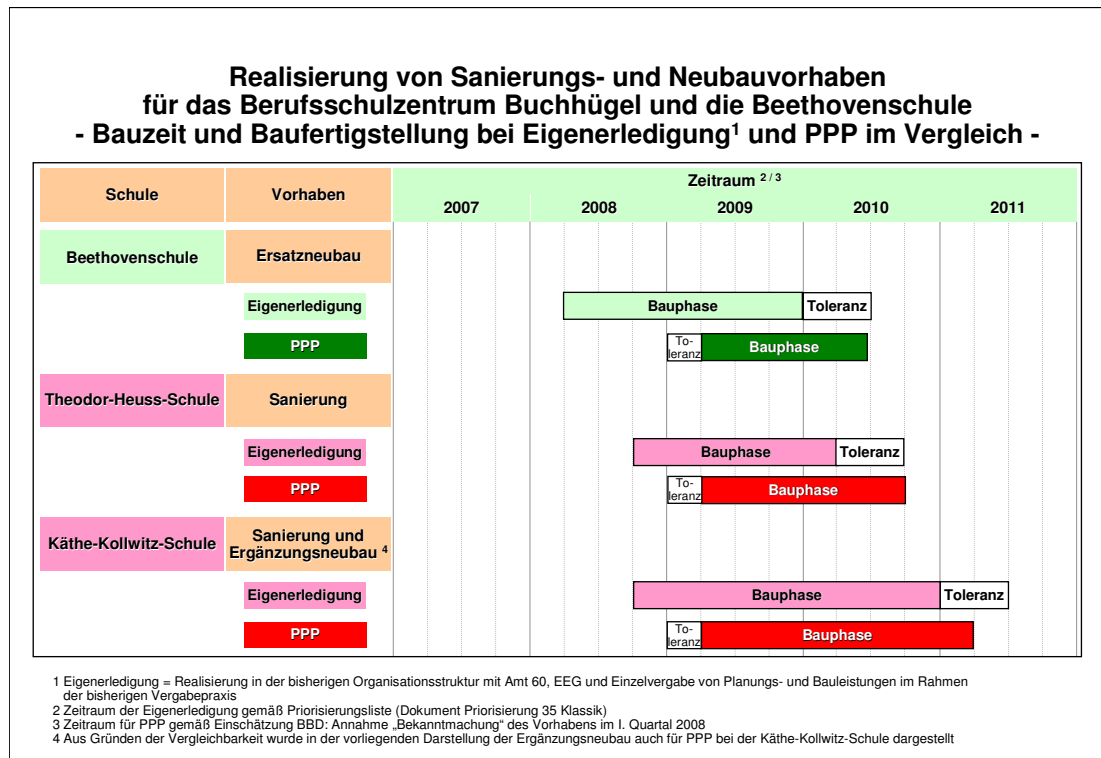 Realisierung von Sanierungs- und Neubauvorhaben
für das Berufsschulzentrum Buchhügel und die Beethovenschule
- Bauzeit und Baufertigstellung bei Eigenerledigung¹ und PPP im Vergleich -
Schule Vorhaben Zeitraum ² / ³
2007 2008 2009 2010 2011
Beethovenschule Ersatzneubau
Eigenerledigung Bauphase Toleranz
PPP To-
leranz Bauphase
Theodor-Heuss-Schule Sanierung
Eigenerledigung Bauphase Toleranz
PPP To-
leranz Bauphase
Käthe-Kollwitz-Schule Sanierung und
Ergänzungsneubau ⁴
Eigenerledigung Bauphase Toleranz
PPP To-
leranz Bauphase
1 Eigenerledigung = Realisierung in der bisherigen Organisationsstruktur mit Amt 60, EEG und Einzelvergabe von Planungs- und Bauleistungen im Rahmen
der bisherigen Vergabepraxis
2 Zeitraum der Eigenerledigung gemäß Priorisierungsliste (Dokument Priorisierung 35 Klassik)
3 Zeitraum für PPP gemäß Einschätzung BBD: Annahme „Bekanntmachung" des Vorhabens im I. Quartal 2008
4 Aus Gründen der Vergleichbarkeit wurde in der vorliegenden Darstellung der Ergänzungsneubau auch für PPP bei der Käthe-Kollwitz-Schule dargestellt